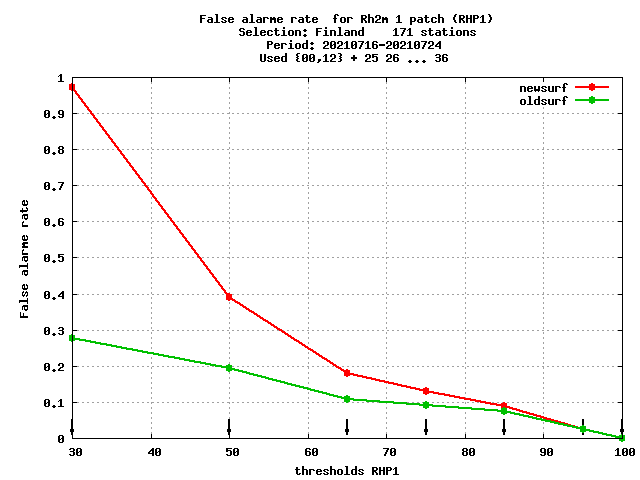 False alarme rate  for Rh2m 1 patch (RHP1)
Selection: Finland    171 stations
Period: 20210716-20210724
Used {00,12} + 25 26 ... 36
newsurf
oldsurf
1
0.9
0.8
0.7
0.6
0.5
0.4
0.3
0.2
0.1
0
False alarme rate
30 40 50 60 70 80 90 100
thresholds RHP1